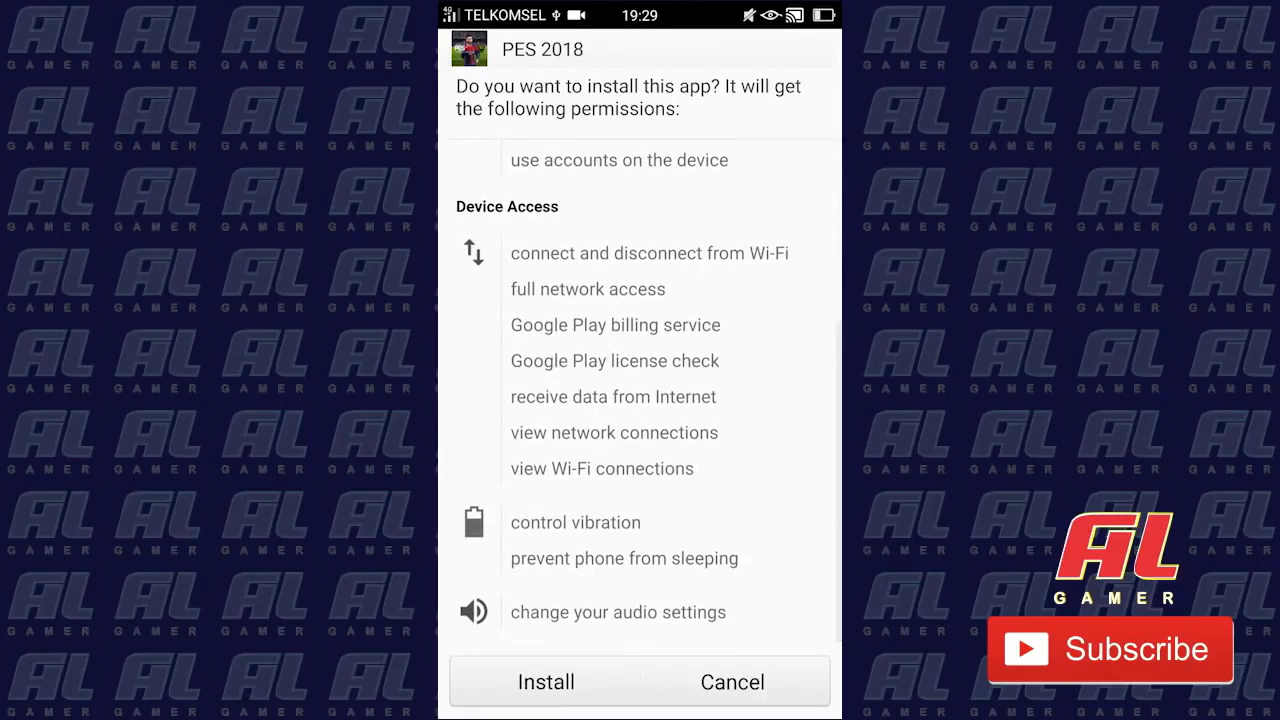 4G TELKOMSEL 19:29
PES 2018
Do you want to install this app? It will get
the following permissions:
use accounts on the device
Device Access
connect and disconnect from Wi-Fi
full network access
Google Play billing service
Google Play license check
receive data from Internet
view network connections
view Wi-Fi connections
control vibration
prevent phone from sleeping
change your audio settings
Install Cancel
AL
GAMER
Subscribe